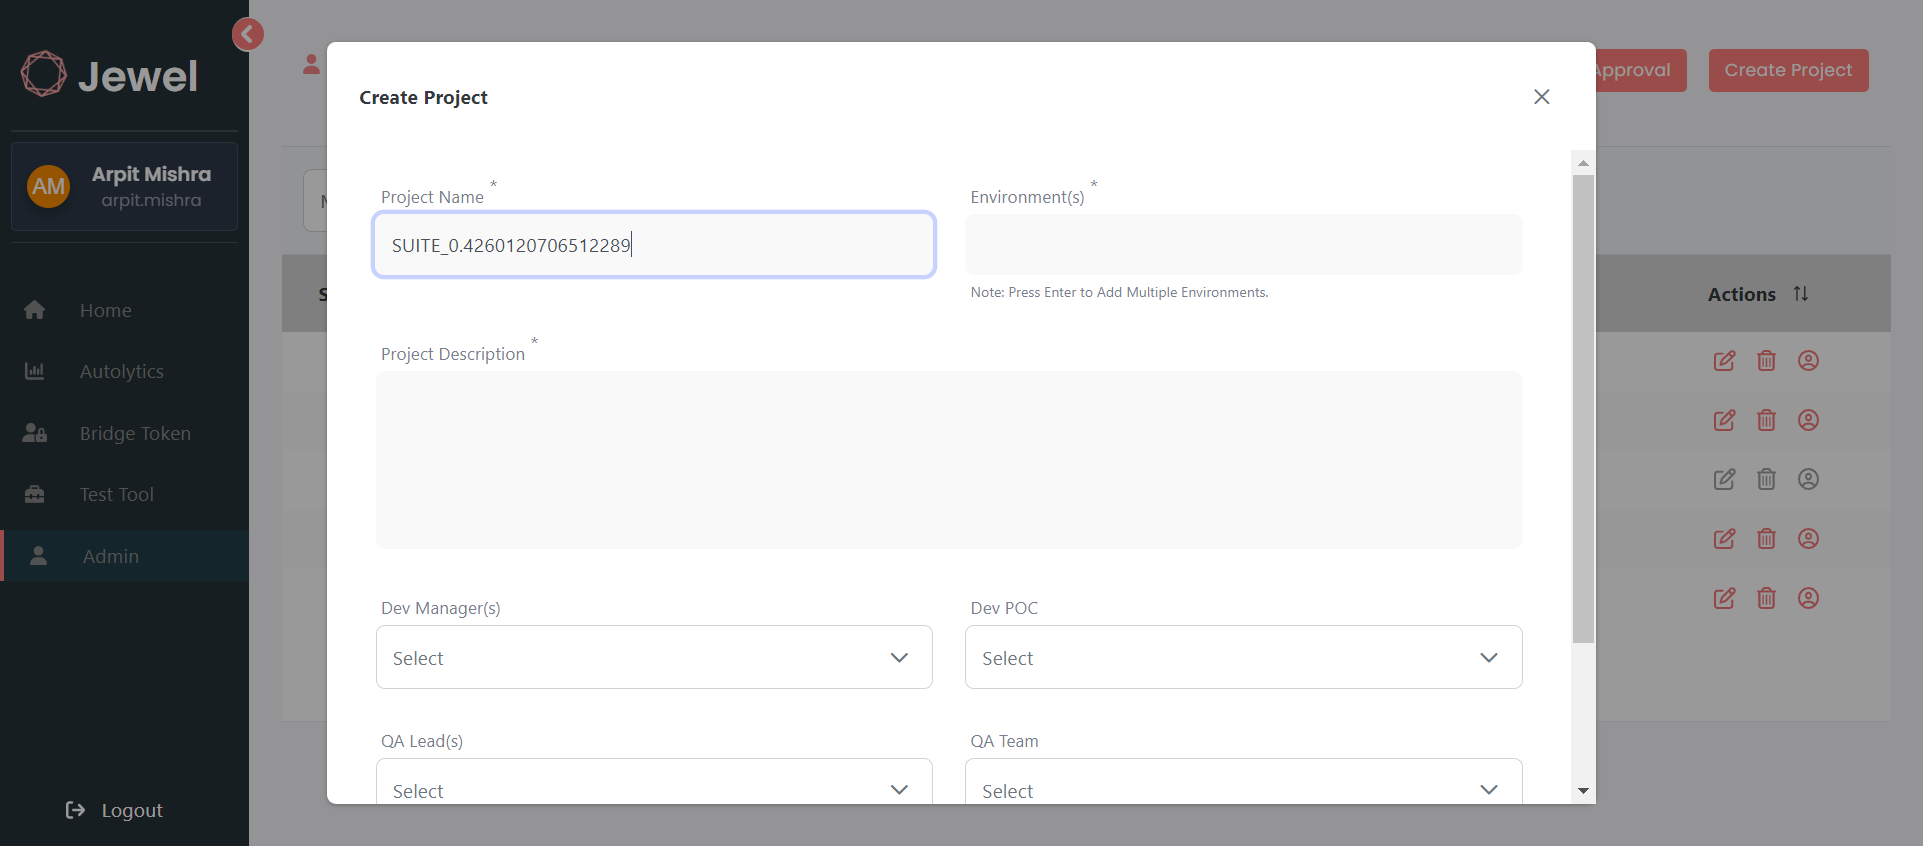 Jewel
AM
Arpit Mishra
arpit.mishra
Home
Autolytics
Bridge Token
Test Tool
Admin
Logout
Approval
Create Project
Actions
Create Project
Project Name *
SUITE_0.4260120706512289
Environment(s) *
Note: Press Enter to Add Multiple Environments.
Project Description *
Dev Manager(s)
Select
Dev POC
Select
QA Lead(s)
Select
QA Team
Select